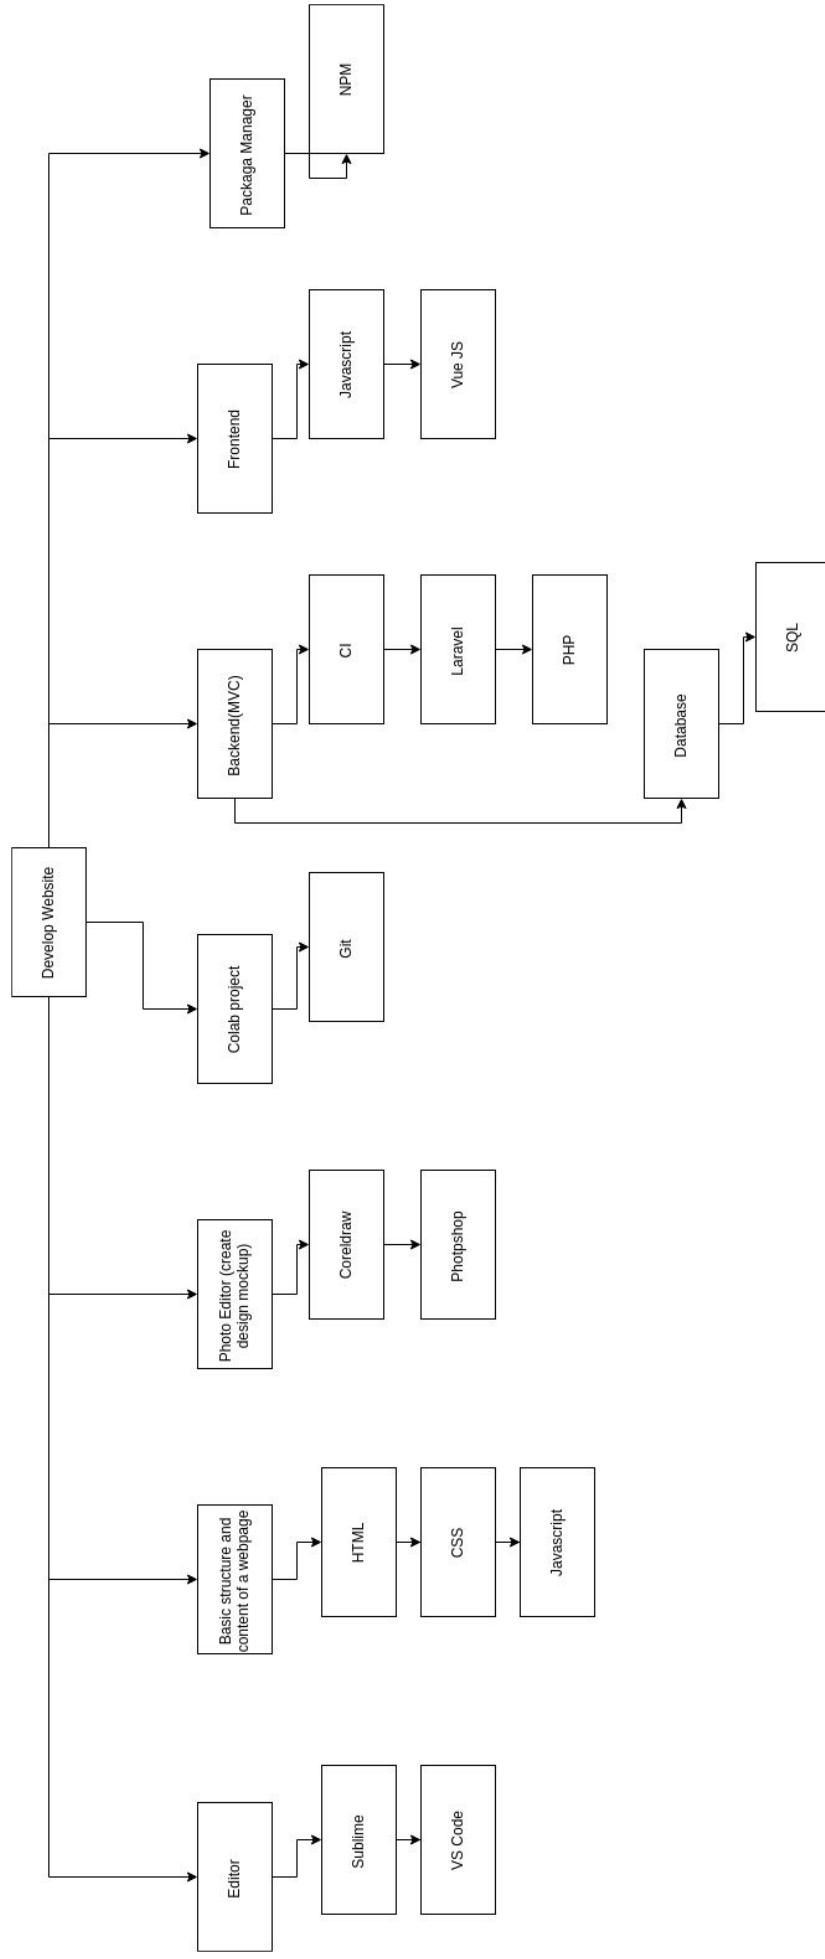 Develop Website
Editor
Sublime
VS Code
Basic structure and
content of a webpage
HTML
CSS
Javascript
Photo Editor (create
design mockup)
Coreldraw
Photpshop
Colab project
Git
Backend(MVC)
CI
Laravel
PHP
Database
SQL
Frontend
Javascript
Vue JS
Packaga Manager
NPM